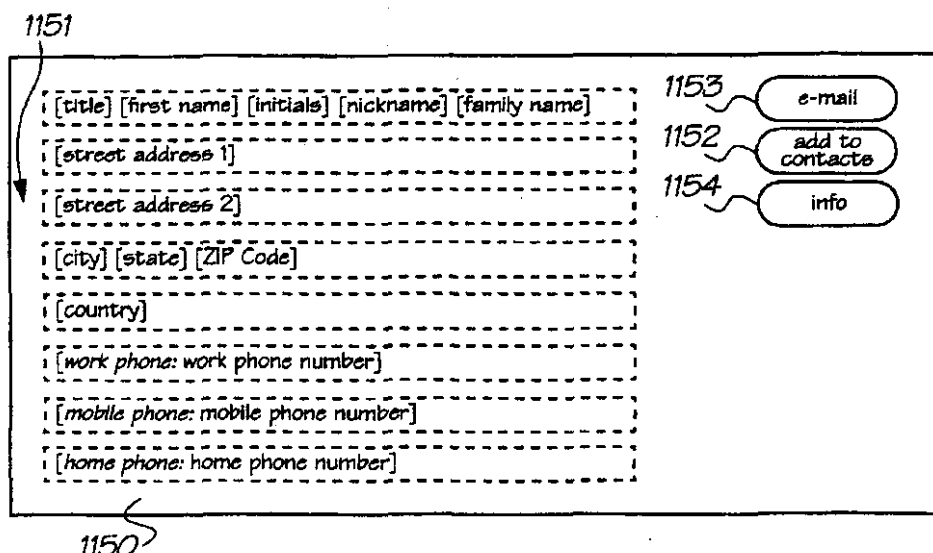 1151
[title] [first name] [initials] [nickname] [family name]
[street address 1]
[street address 2]
[city] [state] [ZIP Code]
[country]
[work phone: work phone number]
[mobile phone: mobile phone number]
[home phone: home phone number]
1150
1153
e-mail
1152
add to
contacts
1154
info